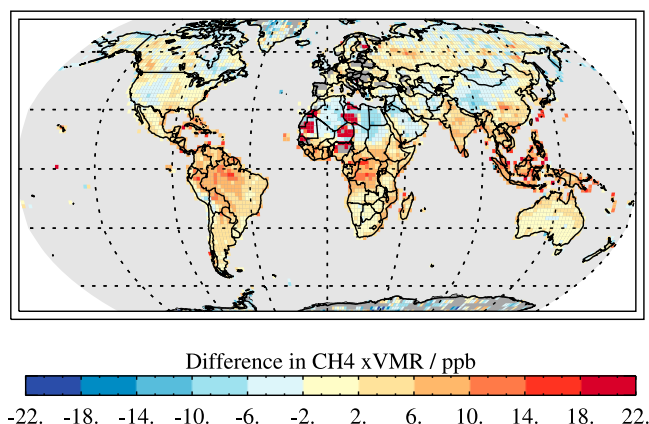 Difference in CH4 xVMR / ppb
-22. -18. -14. -10. -6. -2. 2. 6. 10. 14. 18. 22.